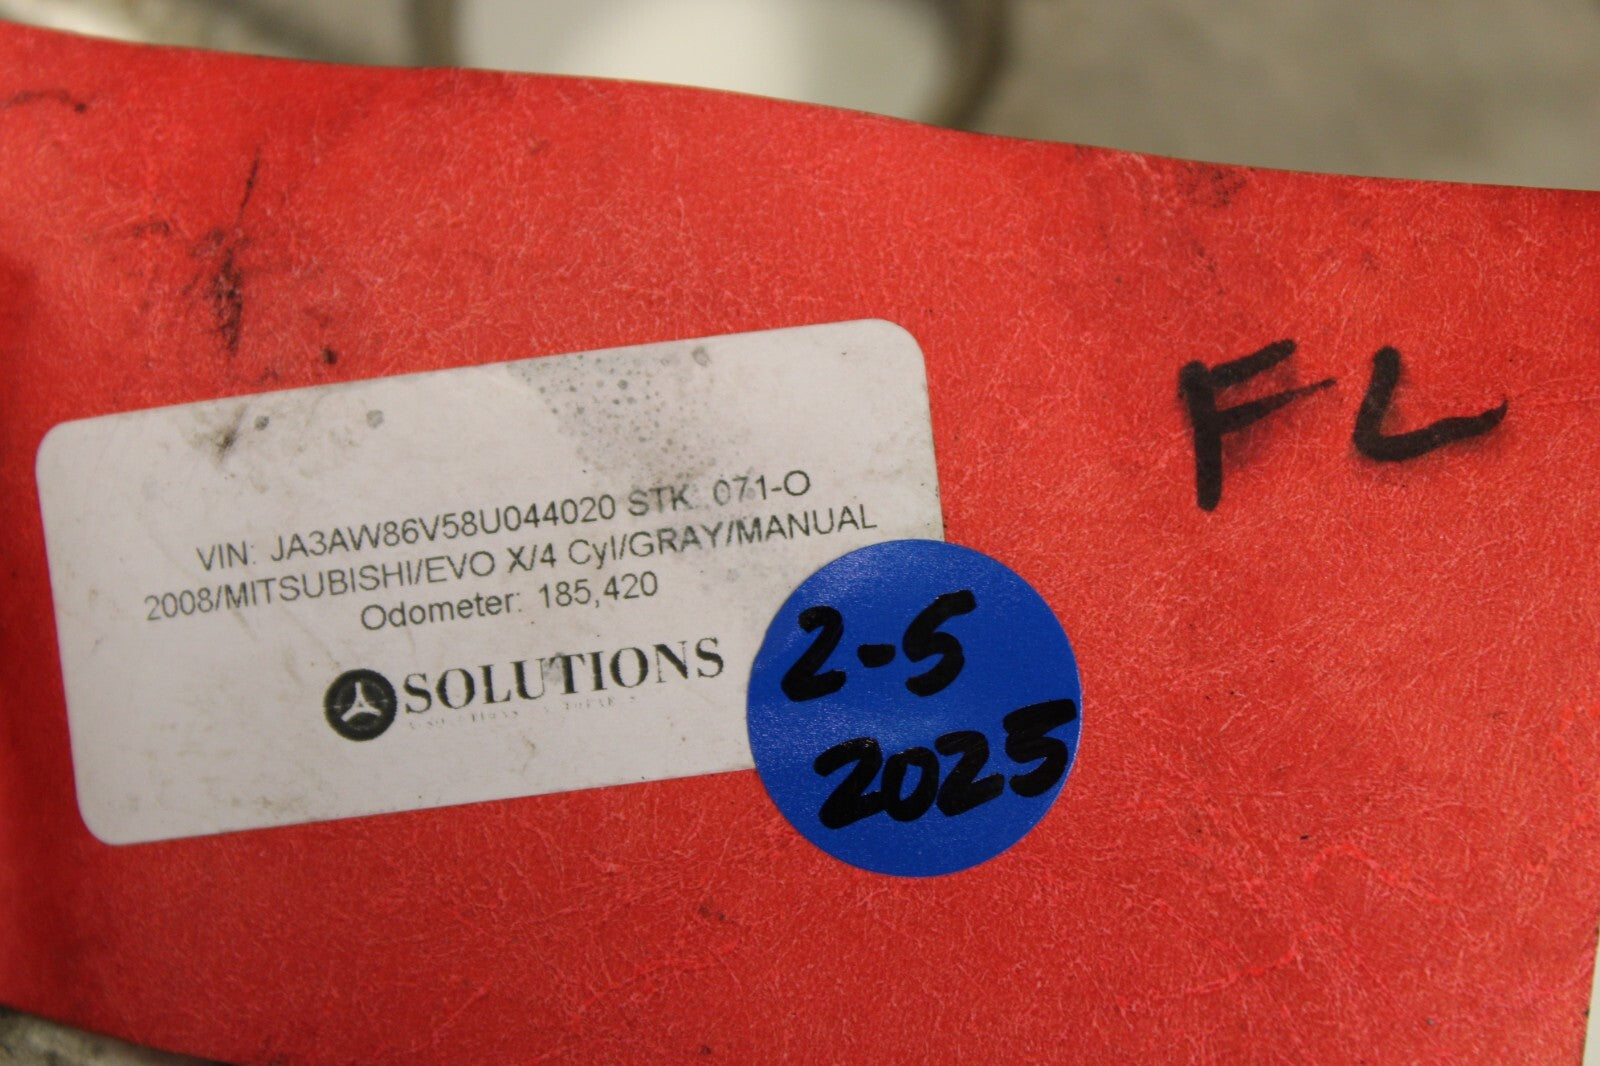 VIN: JA3AW86V58U044020 STK: 071-O
2008/MITSUBISHI/EVO X/4 Cyl/GRAY/MANUAL
Odometer: 185,420
SOLUTIONS
2-5
2025
FL